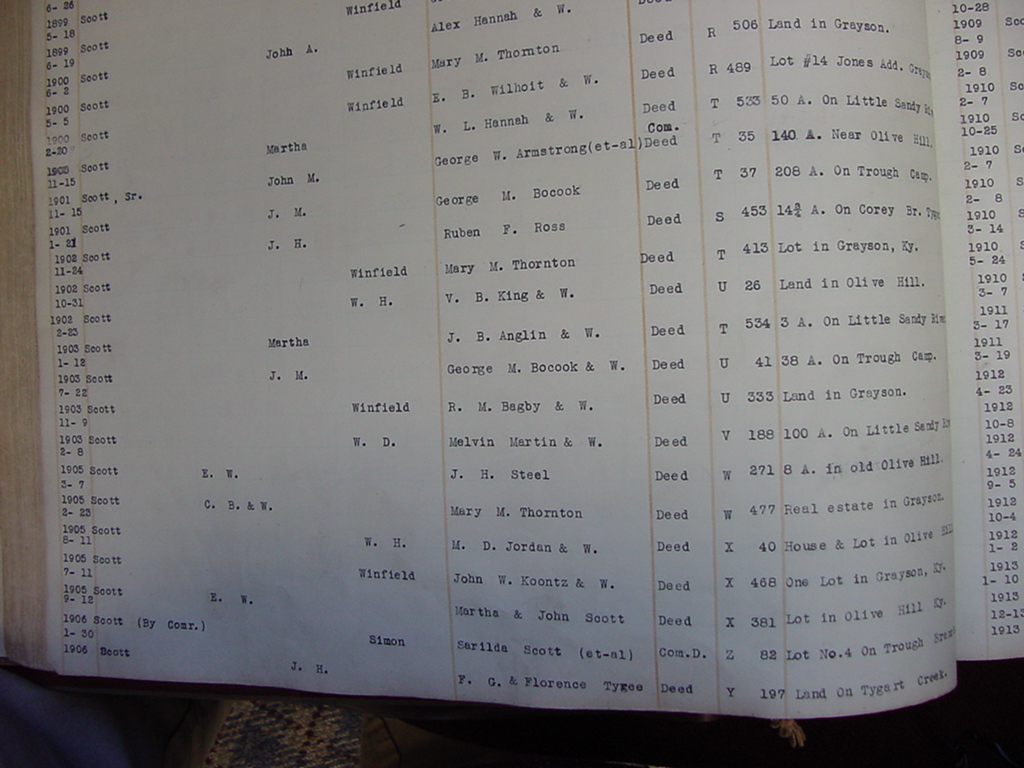 6- 26 Winfield
1899 Scott John A. Alex Hannah & W. Deed
5- 18
1899 Scott Winfield Mary M. Thornton Deed R 506 Land in Grayson.
6- 19
1900 Scott Winfield E. B. Wilhoit & W. Deed R 489 Lot #14 Jones Add. Grays
6- 2
1900 Scott Martha W. L. Hannah & W. Deed T 533 50 A. On Little Sandy
5- 5
1900 Scott John M. George W. Armstrong(et-al) Com. Deed T 35 140 A. Near Olive Hill.
2-20
Scott J. M. George M. Bocook Deed T 37 208 A. On Trough Camp.
11-15
1901 Scott, Sr. J. H. Ruben F. Ross Deed S 453 14¾ A. On Corey Br. Tyg
11- 15
1901 Scott Winfield Mary M. Thornton Deed T 413 Lot in Grayson, Ky.
1- 21
1902 Scott W. H. V. B. King & W. Deed U 26 Land in Olive Hill.
11-24
1902 Scott Martha J. B. Anglin & W. Deed T 534 3 A. On Little Sandy
10-31
1902 Scott J. M. George M. Bocook & W. Deed U 41 38 A. On Trough Camp.
2-23
1903 Scott Winfield R. M. Bagby & W. Deed U 333 Land in Grayson.
1- 12
1903 Scott W. D. Melvin Martin & W. Deed V 188 100 A. On Little Sandy
7- 22
1903 Scott E. W. J. H. Steel Deed W 271 8 A. in old Olive Hill.
11- 9
1903 Scott C. B. & W. Mary M. Thornton Deed W 477 Real estate in Grayson.
2- 8
1905 Scott W. H. M. D. Jordan & W. Deed X 40 House & Lot in Olive
3- 7
1905 Scott Winfield John W. Koontz & W. Deed X 468 One Lot in Grayson, Ky.
2- 23
1905 Scott E. W. Martha & John Scott Deed X 381 Lot in Olive Hill Ky.
8- 11
1905 Scott Simon Sarilda Scott (et-al) Com.D. Z 82 Lot No.4 On Trough
7- 11
1905 Scott J. H. F. G. & Florence Tygee Deed Y 197 Land On Tygart Creek.
9- 12
1906 Scott (By Comr.)
1- 30
1906 Scott
10-28
1909
8- 9
1909
2- 8
1910
2- 7
1910
10-25
1910
2- 7
1910
2- 8
1910
3- 14
1910
5- 24
1910
3- 7
1911
3- 17
1911
3- 19
1912
4- 23
1912
10-8
1912
4- 24
1912
9- 5
1912
10-4
1912
1- 2
1913
1- 10
1913
12-13
1913